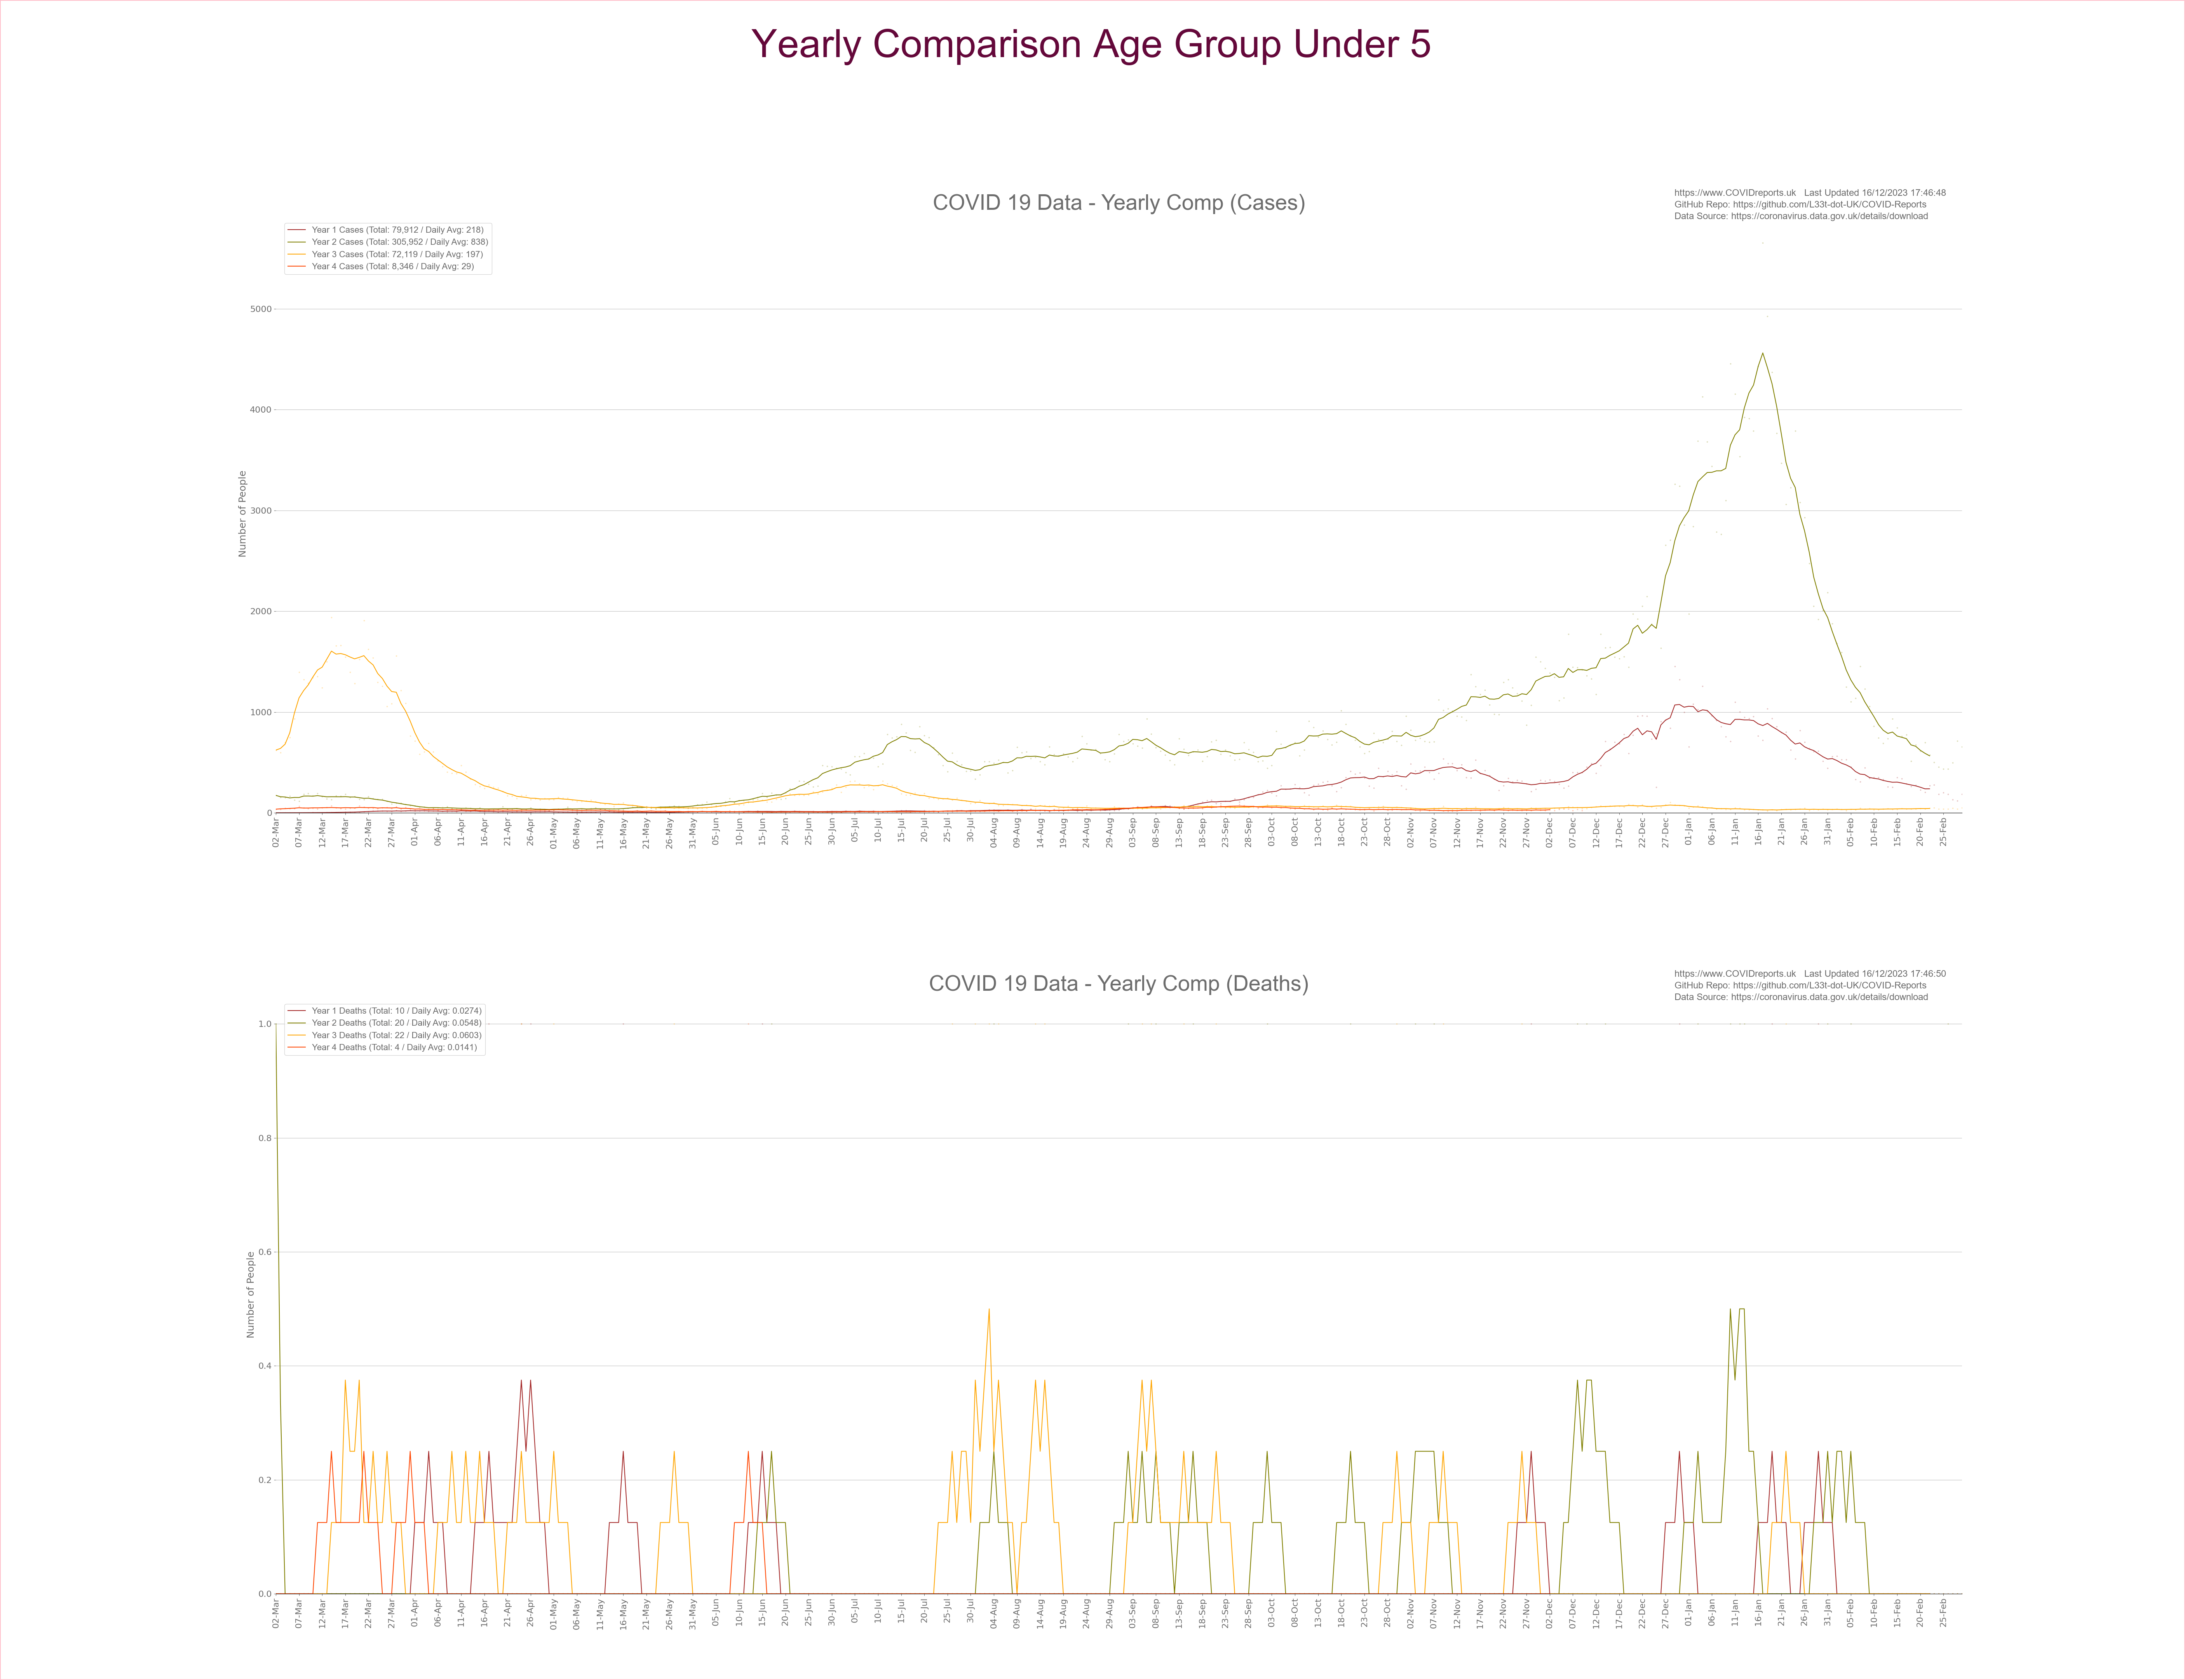 Yearly Comparison Age Group Under 5
COVID 19 Data - Yearly Comp (Cases)
https://www.COVIDreports.uk   Last Updated 16/12/2023 17:46:48
GitHub Repo: https://github.com/L33t-dot-UK/COVID-Reports
Data Source: https://coronavirus.data.gov.uk/details/download
Year 1 Cases (Total: 79,912 / Daily Avg: 218)
Year 2 Cases (Total: 305,952 / Daily Avg: 838)
Year 3 Cases (Total: 72,119 / Daily Avg: 197)
Year 4 Cases (Total: 8,346 / Daily Avg: 29)
Number of People
5000
4000
3000
2000
1000
0
02-Mar 07-Mar 12-Mar 17-Mar 22-Mar 27-Mar 01-Apr 06-Apr 11-Apr 16-Apr 21-Apr 26-Apr 01-May 06-May 11-May 16-May 21-May 26-May 31-May 05-Jun 10-Jun 15-Jun 20-Jun 25-Jun 30-Jun 05-Jul 10-Jul 15-Jul 20-Jul 25-Jul 30-Jul 04-Aug 09-Aug 14-Aug 19-Aug 24-Aug 29-Aug 03-Sep 08-Sep 13-Sep 18-Sep 23-Sep 28-Sep 03-Oct 08-Oct 13-Oct 18-Oct 23-Oct 28-Oct 02-Nov 07-Nov 12-Nov 17-Nov 22-Nov 27-Nov 02-Dec 07-Dec 12-Dec 17-Dec 22-Dec 27-Dec 01-Jan 06-Jan 11-Jan 16-Jan 21-Jan 26-Jan 31-Jan 05-Feb 10-Feb 15-Feb 20-Feb 25-Feb
COVID 19 Data - Yearly Comp (Deaths)
https://www.COVIDreports.uk   Last Updated 16/12/2023 17:46:50
GitHub Repo: https://github.com/L33t-dot-UK/COVID-Reports
Data Source: https://coronavirus.data.gov.uk/details/download
Year 1 Deaths (Total: 10 / Daily Avg: 0.0274)
Year 2 Deaths (Total: 20 / Daily Avg: 0.0548)
Year 3 Deaths (Total: 22 / Daily Avg: 0.0603)
Year 4 Deaths (Total: 4 / Daily Avg: 0.0141)
Number of People
1.0
0.8
0.6
0.4
0.2
0.0
02-Mar 07-Mar 12-Mar 17-Mar 22-Mar 27-Mar 01-Apr 06-Apr 11-Apr 16-Apr 21-Apr 26-Apr 01-May 06-May 11-May 16-May 21-May 26-May 31-May 05-Jun 10-Jun 15-Jun 20-Jun 25-Jun 30-Jun 05-Jul 10-Jul 15-Jul 20-Jul 25-Jul 30-Jul 04-Aug 09-Aug 14-Aug 19-Aug 24-Aug 29-Aug 03-Sep 08-Sep 13-Sep 18-Sep 23-Sep 28-Sep 03-Oct 08-Oct 13-Oct 18-Oct 23-Oct 28-Oct 02-Nov 07-Nov 12-Nov 17-Nov 22-Nov 27-Nov 02-Dec 07-Dec 12-Dec 17-Dec 22-Dec 27-Dec 01-Jan 06-Jan 11-Jan 16-Jan 21-Jan 26-Jan 31-Jan 05-Feb 10-Feb 15-Feb 20-Feb 25-Feb